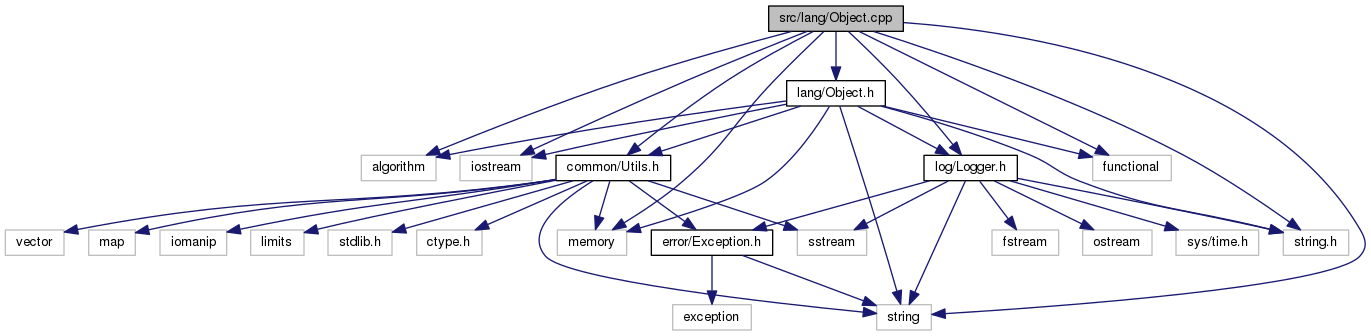 src/lang/Object.cpp
lang/Object.h
algorithm
iostream
common/Utils.h
log/Logger.h
functional
vector
map
iomanip
limits
stdlib.h
ctype.h
memory
error/Exception.h
sstream
fstream
ostream
sys/time.h
string.h
exception
string